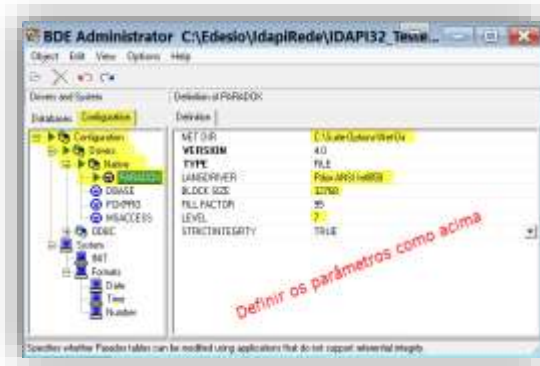 BDE Administrator C:\Edesio\IdapiRede\IDAPI32_Teste...
Object Edit View Options Help
Drivers and System
Definition of PARADOX
Databases Configuration
Definition
Configuration
Drivers
Native
PARADOX
DBASE
FOXPRO
MSACCESS
ODBC
System
INIT
Formats
Date
Time
Number
NET DIR
VERSION 4.0
TYPE FILE
LANGDRIVER
BLOCK SIZE 32768
FILL FACTOR 95
LEVEL 7
STRICTINTEGRITY TRUE
Definir os parâmetros como acima
Specifies whether Paradox tables can be modified using applications that do not support referential integrity.